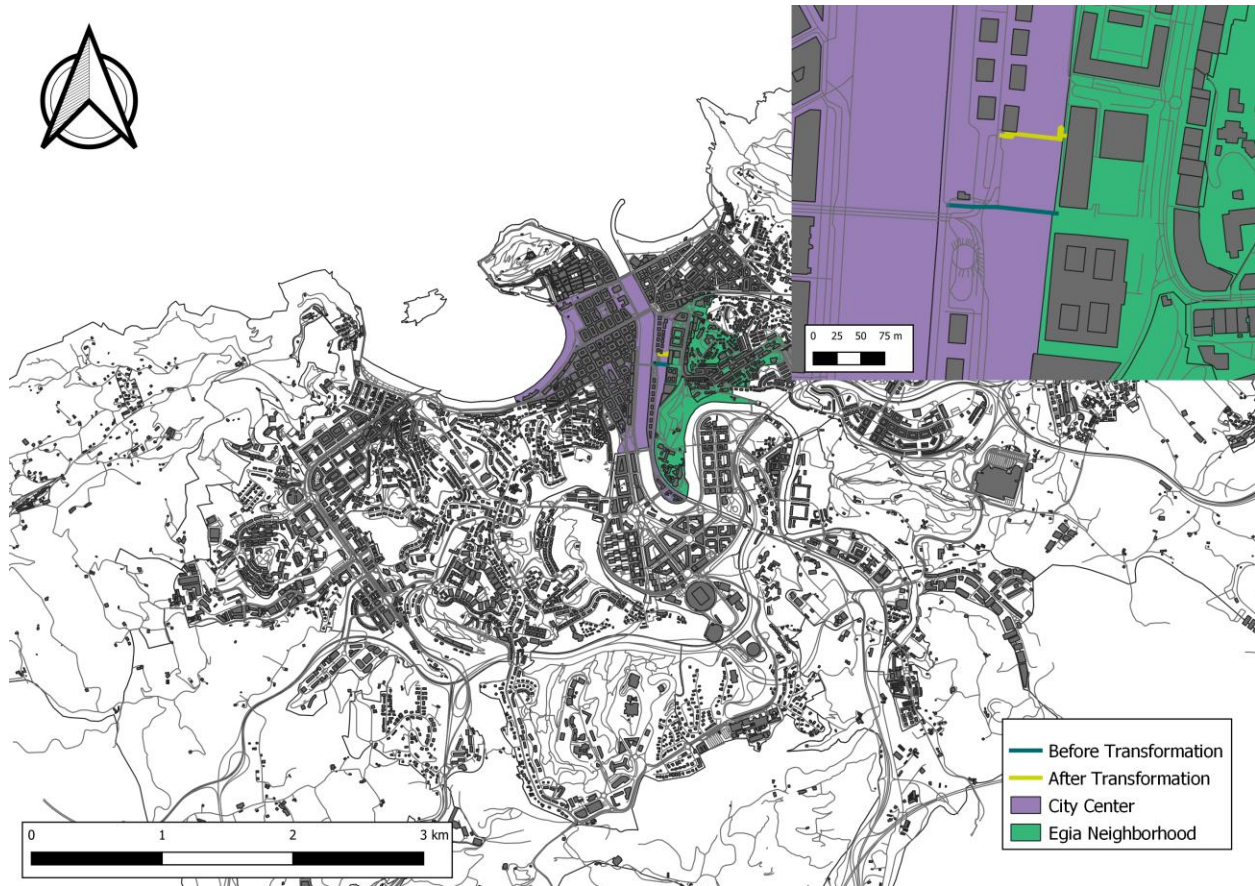 0 25 50 75 m
Before Transformation
After Transformation
City Center
Egia Neighborhood
0 1 2 3 km